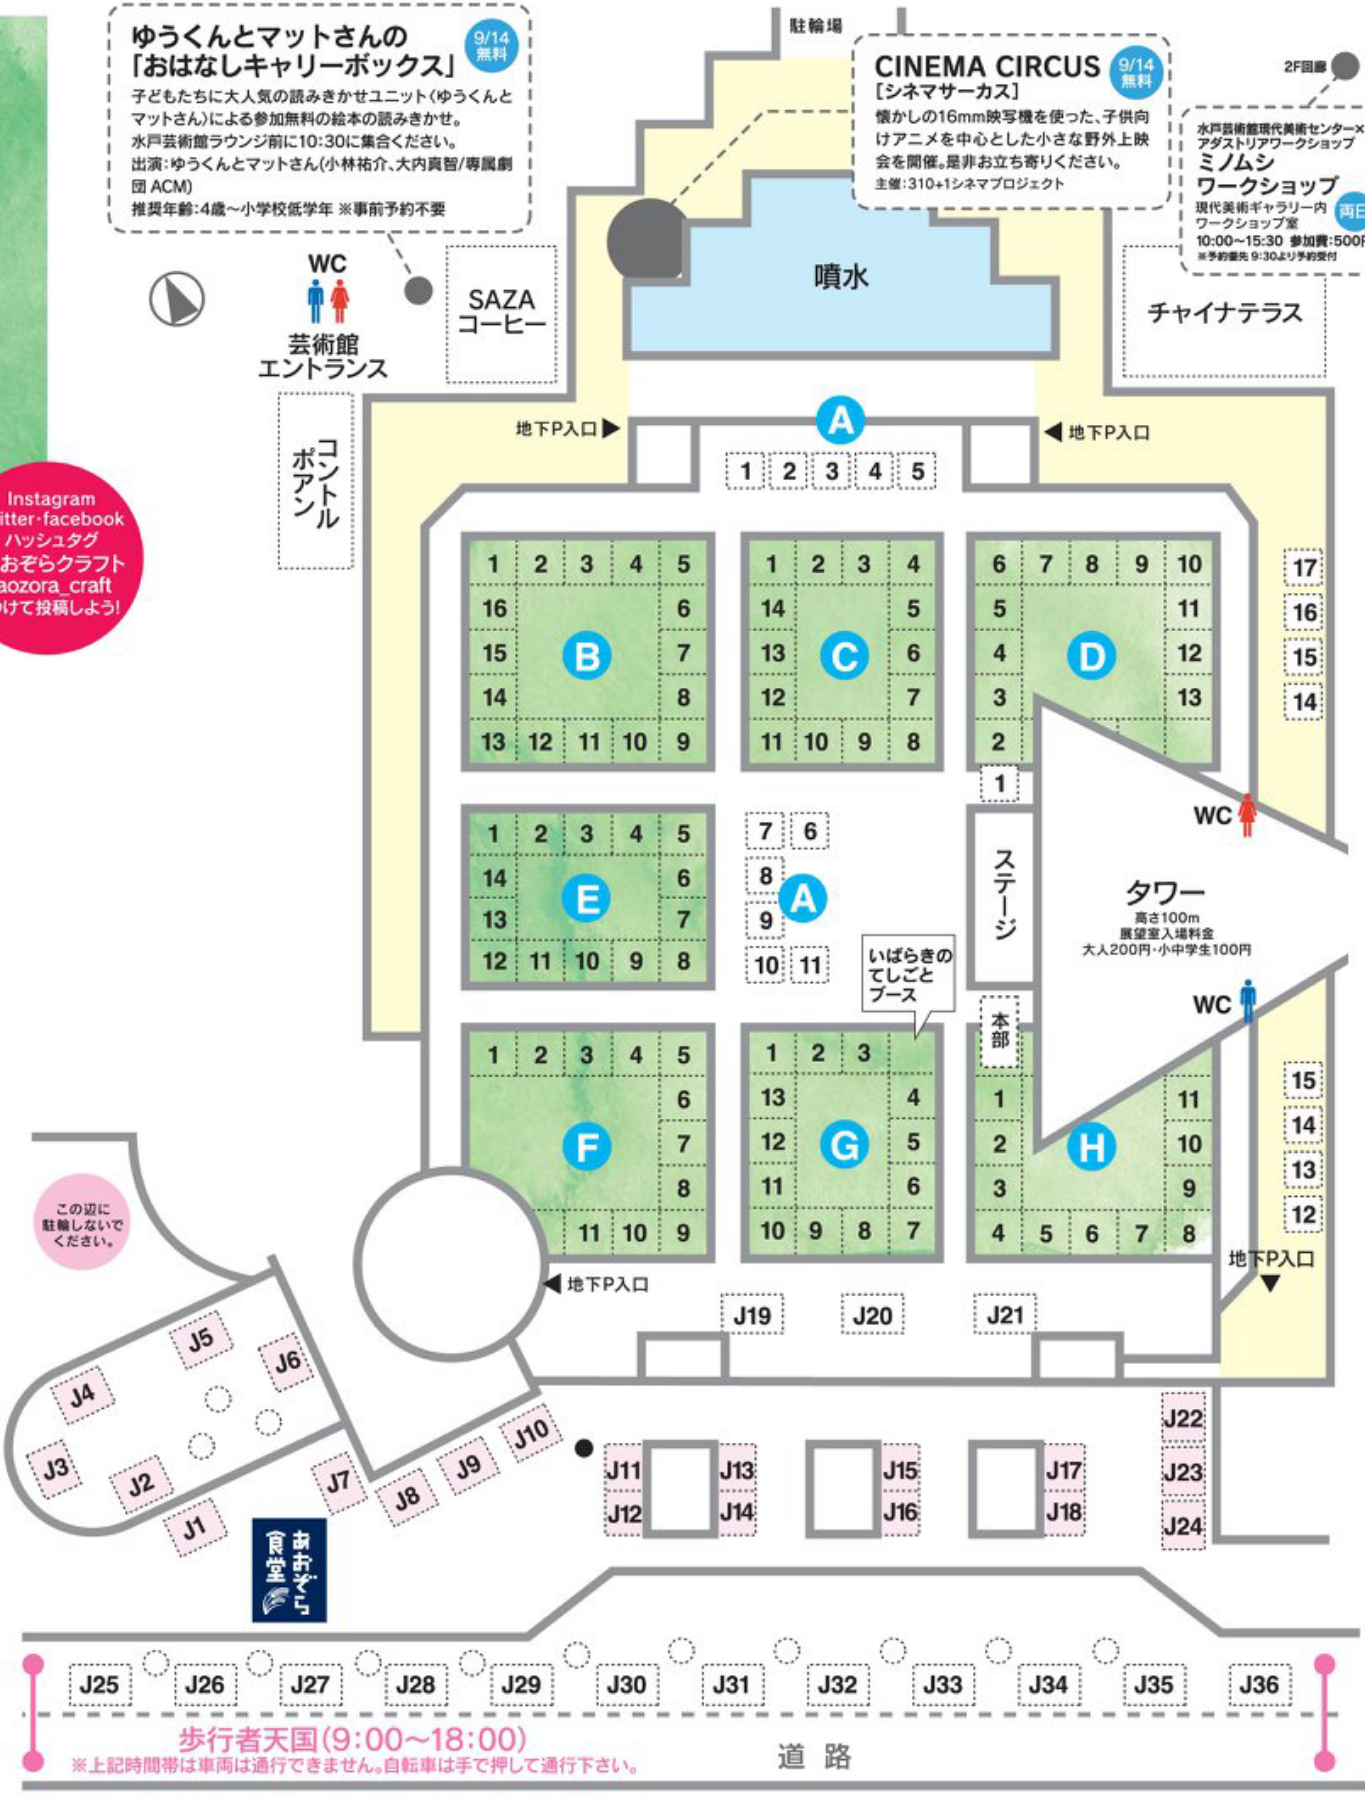 ゆうくんとマットさんの
「おはなしキャリーボックス」
9/14
無料
子どもたちに大人気の読みきかせユニット〈ゆうくんと
マットさん〉による参加無料の絵本の読みきかせ。
水戸芸術館ラウンジ前に10:30に集合ください。
出演:ゆうくんとマットさん(小林祐介、大内真智/専属劇
団 ACM)
推奨年齢:4歳〜小学校低学年 ※事前予約不要
駐輪場
CINEMA CIRCUS
[シネマサーカス]
9/14
無料
懐かしの16mm映写機を使った、子供向
けアニメを中心とした小さな野外上映
会を開催。是非お立ち寄りください。
主催:310+1シネマプロジェクト
2F回廊
水戸芸術館現代美術センター×
アダストリアワークショップ
ミノムシ
ワークショップ
現代美術ギャラリー内
ワークショップ室
両日
10:00〜15:30 参加費:500円
※予約優先 9:30より予約受付
WC
芸術館
エントランス
SAZA
コーヒー
噴水
チャイナテラス
コントル
ポアン
地下P入口▶
A
◀地下P入口
1 2 3 4 5
Instagram
itter・facebook
ハッシュタグ
おぞらクラフト
aozora_craft
けて投稿しよう!
1 2 3 4 5
16 6
15 B 7
14 8
13 12 11 10 9
1 2 3 4
14 5
13 C 6
12 7
11 10 9 8
6 7 8 9 10
5 11
4 D 12
3 13
2
1
17
16
15
14
1 2 3 4 5
14 E 6
13 7
12 11 10 9 8
7 6
8 A
9
10 11
ステージ
WC
タワー
高さ100m
展望室入場料金
大人200円・小中学生100円
WC
いばらきの
てしごと
ブース
本部
1 2 3 4 5
6
F 7
8
11 10 9
1 2 3
13 4
12 G 5
11 6
10 9 8 7
1 11
2 H 10
3 9
4 5 6 7 8
15
14
13
12
地下P入口
▼
◀地下P入口
この辺に
駐輪しないで
ください。
J19 J20 J21
J5
J6
J4
J3
J2
J1
J7
J8
J9
J10
J11
J12
J13
J14
J15
J16
J17
J18
J22
J23
J24
あおぞら
食堂
J25 J26 J27 J28 J29 J30 J31 J32 J33 J34 J35 J36
歩行者天国(9:00〜18:00)
※上記時間帯は車両は通行できません。自転車は手で押して通行下さい。
道路